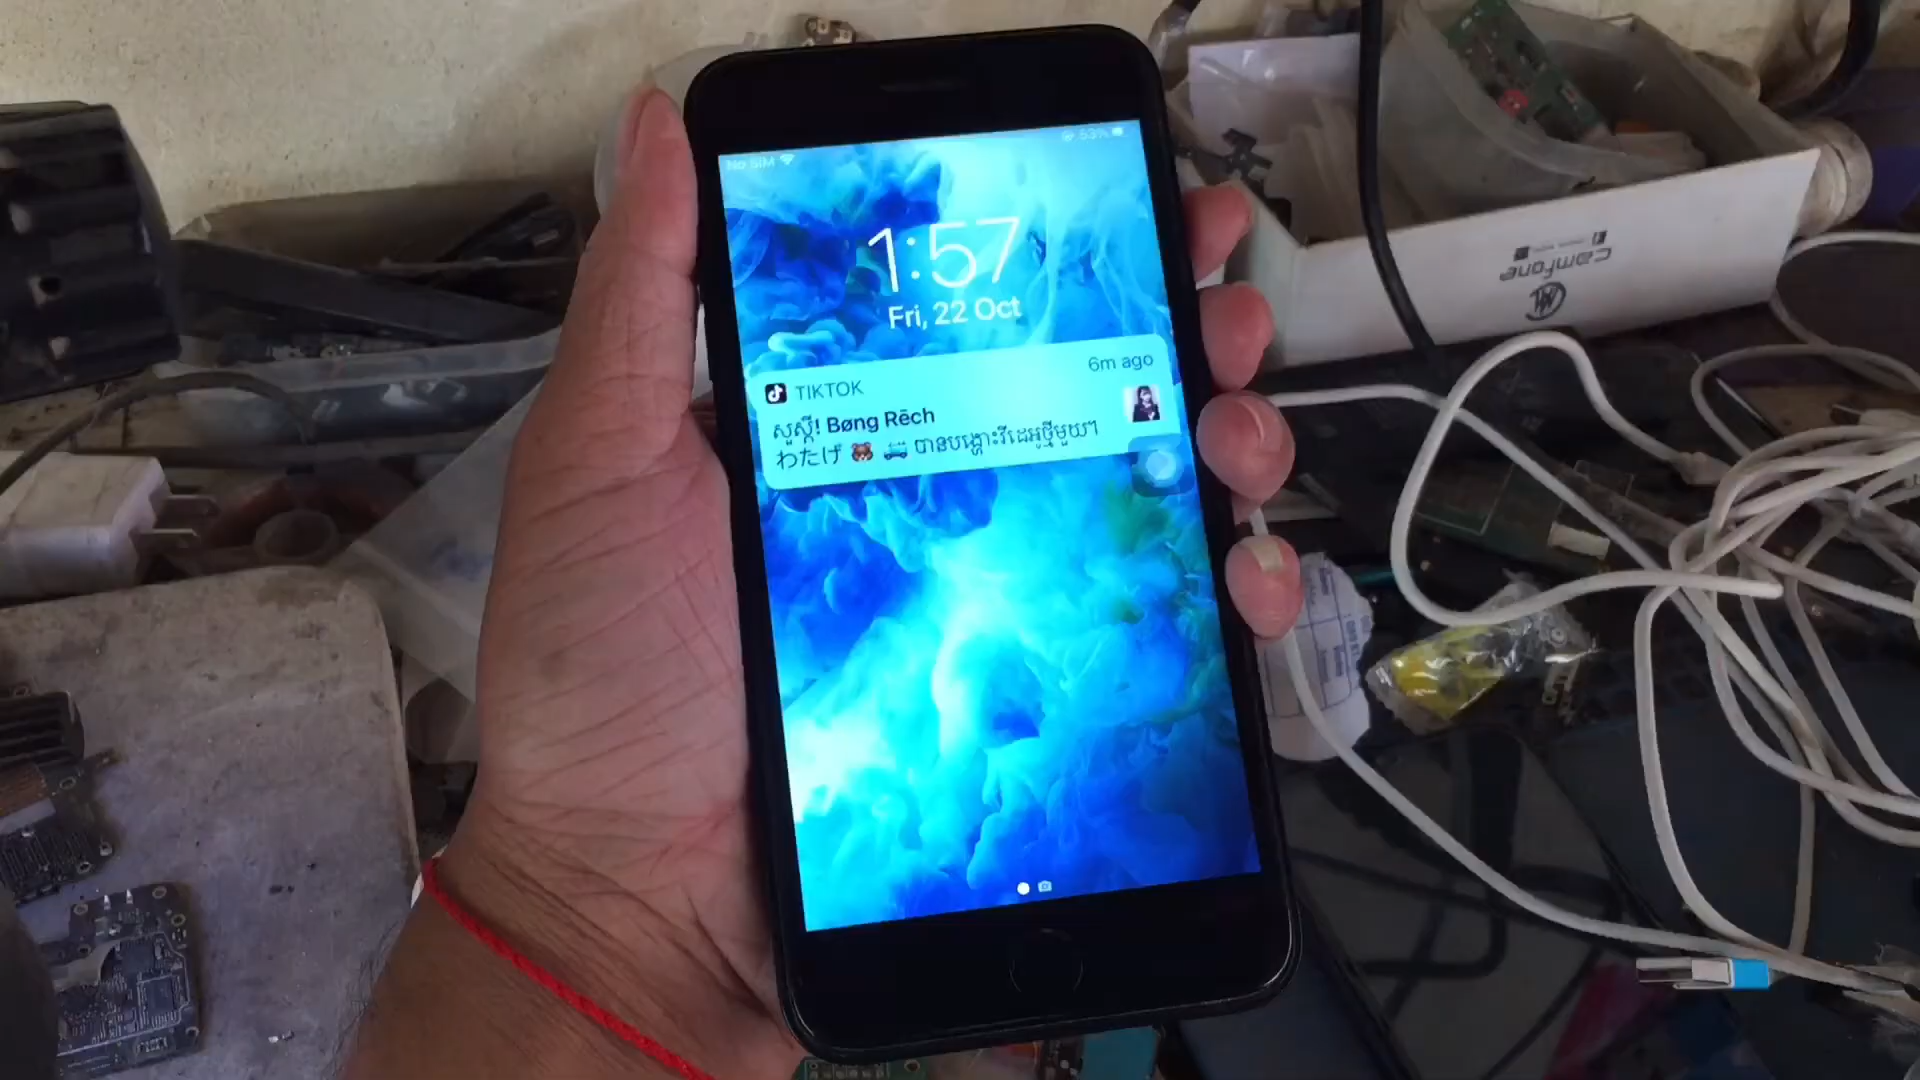 No SIM
53%
1:57
Fri, 22 Oct
TIKTOK
6m ago
សួស្តី! Bøng Rēch
わたげ 🐻 🚑 បានបង្ហោះវីដេអូថ្មីមួយ។
Camfone